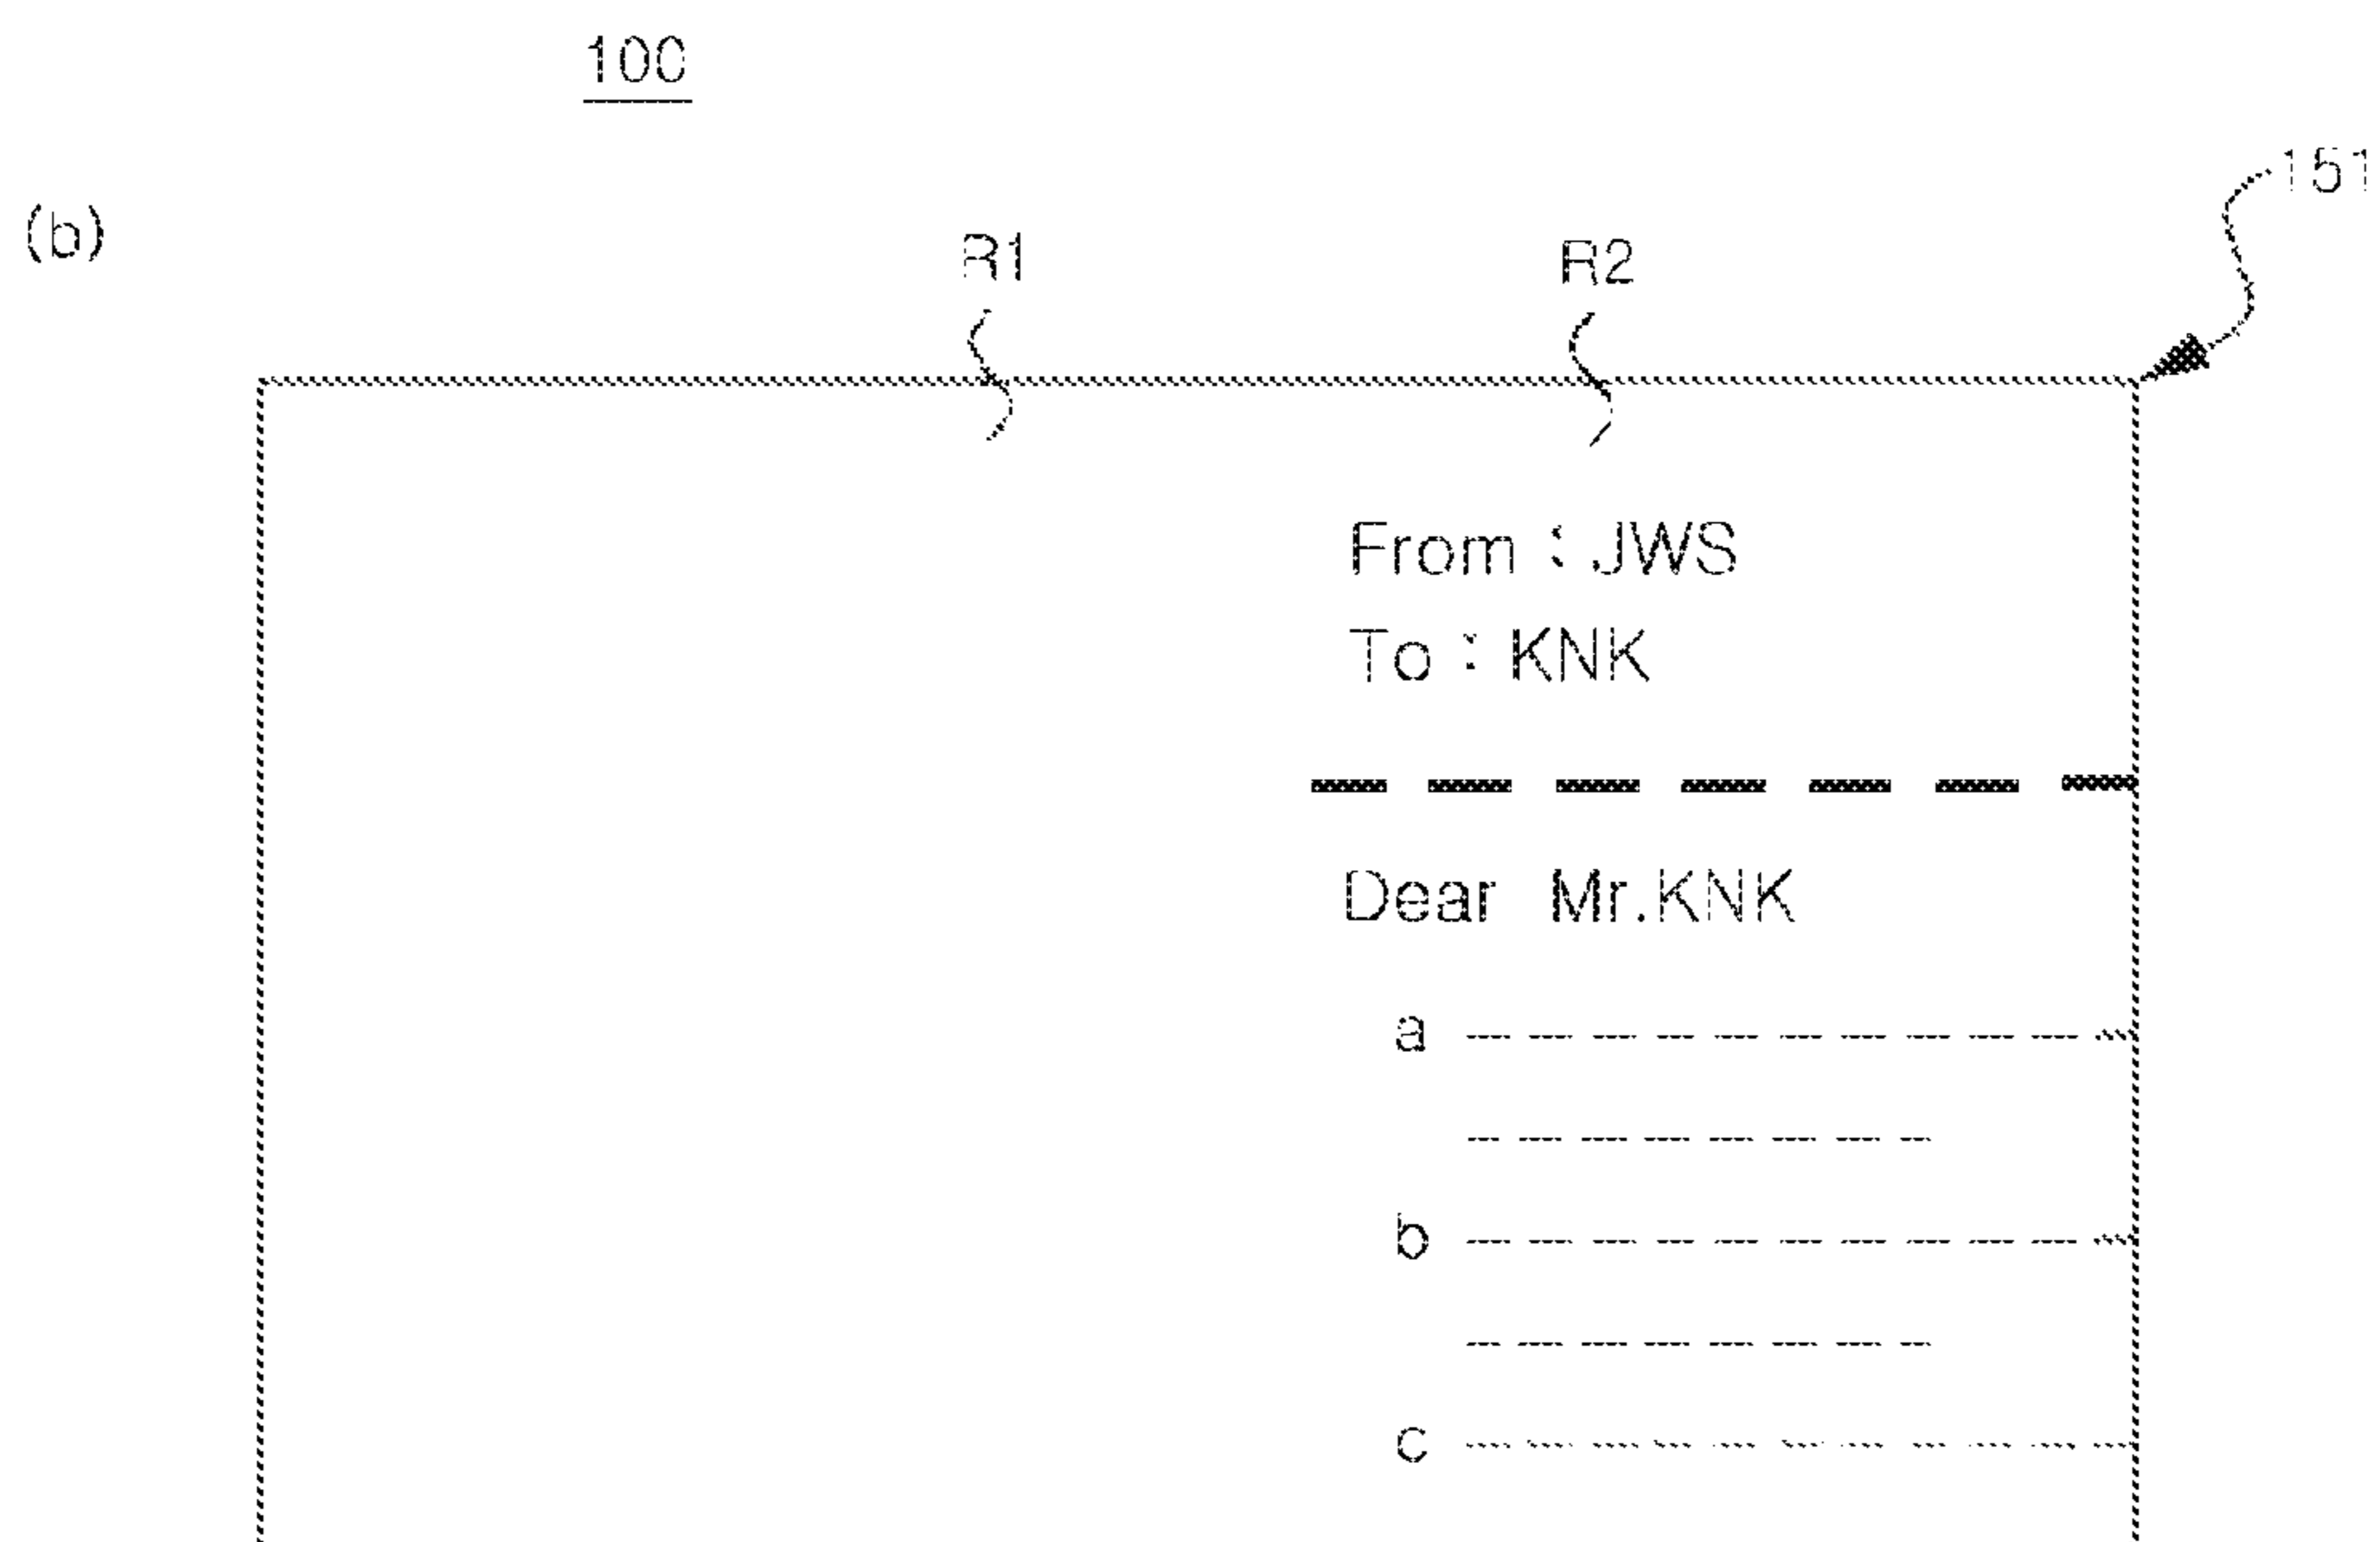 100
151
(b)
R1 R2
From : JWS
To : KNK
Dear Mr.KNK
a
b
c